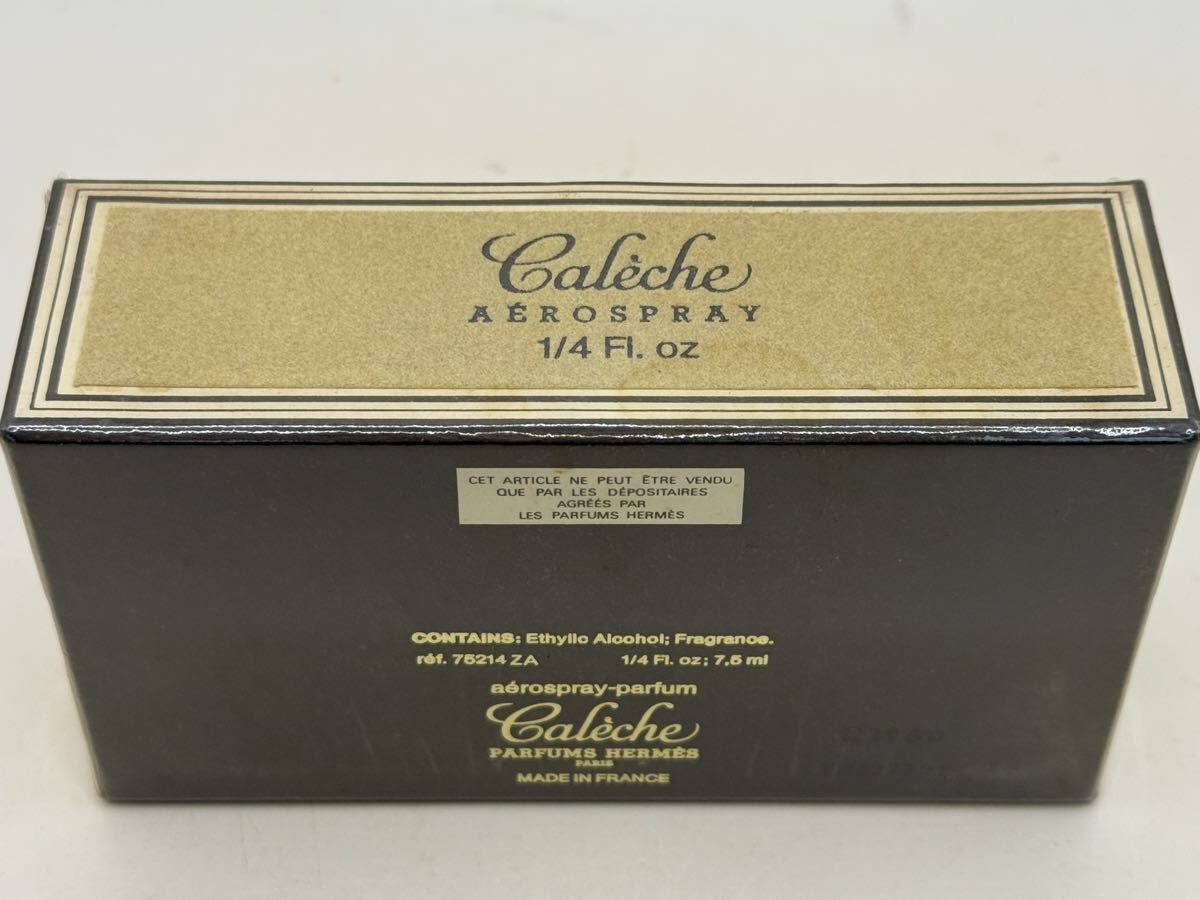 Calèche
AÉROSPRAY
1/4 Fl. oz
CET ARTICLE NE PEUT ÊTRE VENDU
QUE PAR LES DÉPOSITAIRES
AGRÉÉS PAR
LES PARFUMS HERMÈS
CONTAINS: Ethylic Alcohol; Fragrance.
réf. 75214 ZA 1/4 Fl. oz; 7,5 ml
aérospray-parfum
Calèche
PARFUMS HERMÈS
PARIS
MADE IN FRANCE